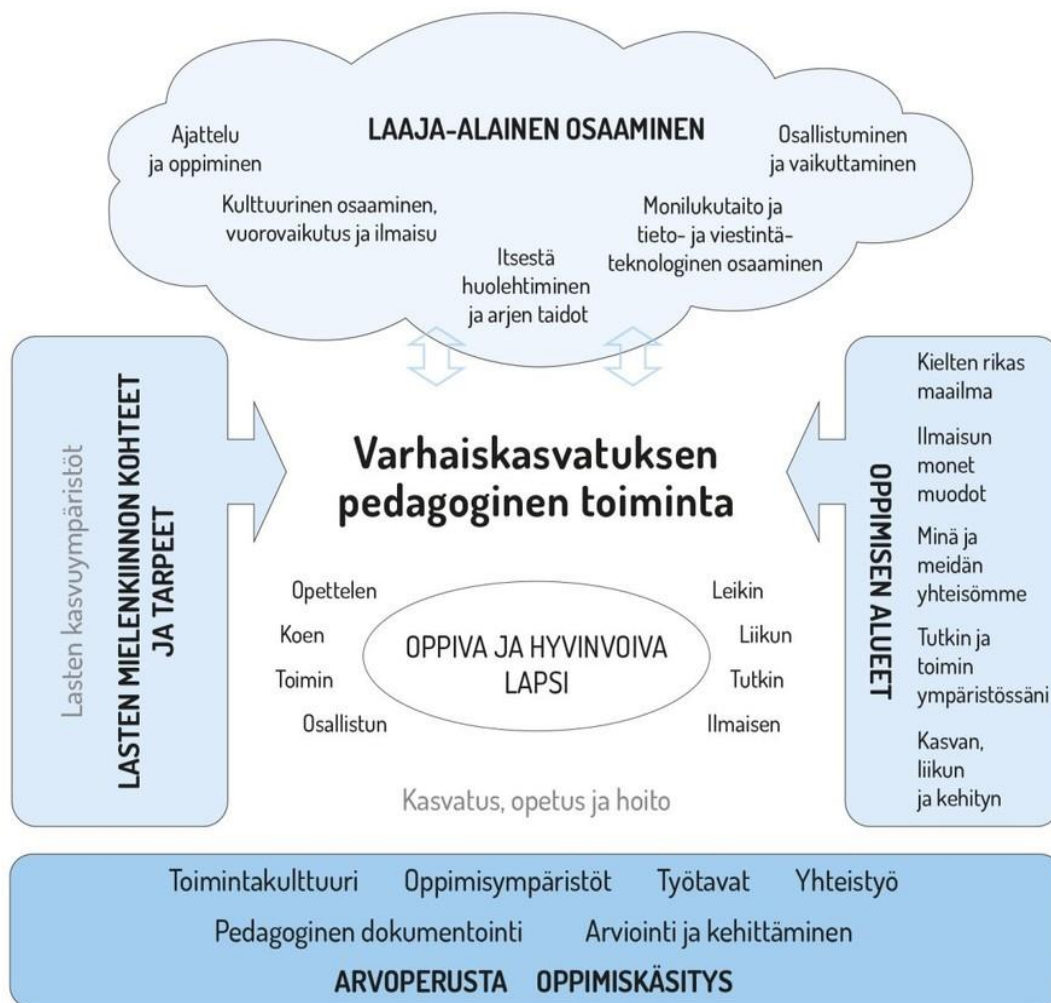 LAAJA-ALAINEN OSAAMINEN
Ajattelu
ja oppiminen
Kulttuurinen osaaminen,
vuorovaikutus ja ilmaisu
Itsestä
huolehtiminen
ja arjen taidot
Monilukutaito ja
tieto- ja viestintä-
teknologinen osaaminen
Osallistuminen
ja vaikuttaminen
Lasten kasvuympäristöt
LASTEN MIELENKIINNON KOHTEET
JA TARPEET
Varhaiskasvatuksen
pedagoginen toiminta
Opettelen
Koen
Toimin
Osallistun
OPPIVA JA HYVINVOIVA
LAPSI
Leikin
Liikun
Tutkin
Ilmaisen
Kasvatus, opetus ja hoito
OPPIMISEN ALUEET
Kielten rikas
maailma
Ilmaisun
monet
muodot
Minä ja
meidän
yhteisömme
Tutkin ja
toimin
ympäristössäni
Kasvan,
liikun
ja kehityn
Toimintakulttuuri Oppimisympäristöt Työtavat Yhteistyö
Pedagoginen dokumentointi Arviointi ja kehittäminen
ARVOPERUSTA OPPIMISKÄSITYS